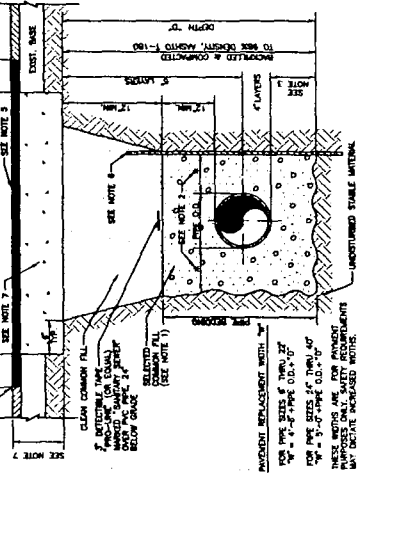 SEE NOTE 5
EXIST. BASE
SEE NOTE 7
SEE NOTE 7
DEPTH "D"
BACKFILLED & COMPACTED
TO 98% DENSITY, AASHTO T-180
LAYERS
4" LAYERS
SEE
NOTE 3
12" MIN.
12" MIN.
SEE NOTE 6
SEE NOTE 2
PIPE O.D.
CLEAN COMMON FILL
3" DETECTABLE TAPE
"PRO-LINE" (OR EQUAL)
MARKED "SANITARY SEWER"
OVER PVC PIPE, 24"
BELOW GRADE
SELECTED
COMMON FILL
(SEE NOTE 1)
PIPE BEDDING
UNDISTURBED STABLE MATERIAL
PAVEMENT REPLACEMENT WIDTH "W"
FOR PIPE SIZES 6" THRU 22"
"W" = 4'-8"+PIPE O.D.+"D"
FOR PIPE SIZES 24" THRU 40"
"W" = 5'-0"+PIPE O.D.+"D"
THESE WIDTHS ARE FOR PAYMENT
PURPOSES ONLY. SAFETY REQUIREMENTS
MAY DICTATE INCREASED WIDTHS.